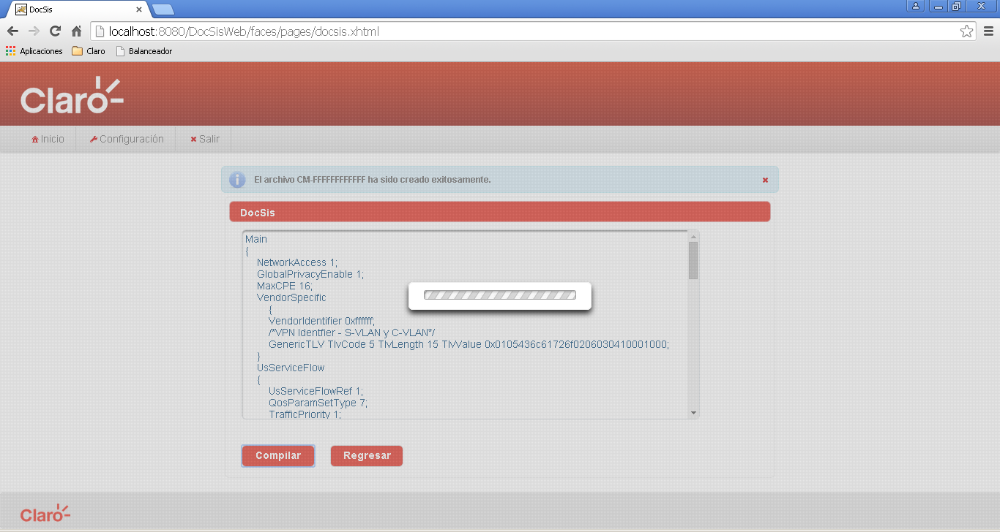 DocSis
localhost:8080/DocSisWeb/faces/pages/docsis.xhtml
Aplicaciones Claro Balanceador
Claro
Inicio Configuración Salir
El archivo CM-FFFFFFFFFFFF ha sido creado exitosamente.
DocSis
Main
{
NetworkAccess 1;
GlobalPrivacyEnable 1;
MaxCPE 16;
VendorSpecific
{
VendorIdentifier 0xffffff;
/*VPN Identfier - S-VLAN y C-VLAN*/
GenericTLV TlvCode 5 TlvLength 15 TlvValue 0x0105436c61726f0206030410001000;
}
UsServiceFlow
{
UsServiceFlowRef 1;
QosParamSetType 7;
TrafficPriority 1;
Compilar Regresar
Claro